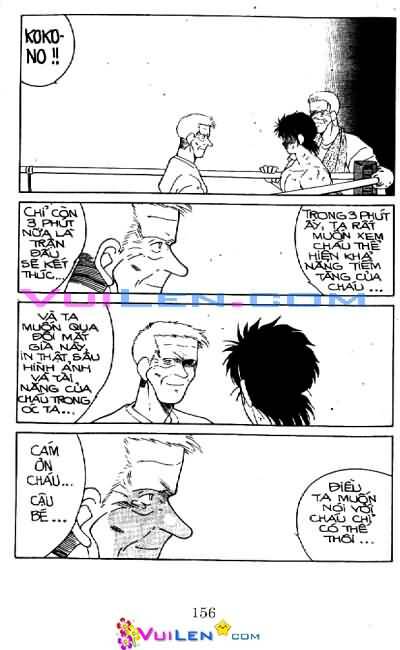 KOKO-
NO !!
TRONG 3 PHÚT
ẤY, TA RẤT
MUỐN XEM
CHÁU THỂ
HIỆN KHẢ
NĂNG TIỀM
TÀNG CỦA
CHÁU ...
CHỈ CÒN
3 PHÚT
NỮA LÀ
TRẬN
ĐẤU
SẼ KẾT
THÚC...
VUILEN.COM
VÀ TA
MUỐN QUA
ĐÔI MẮT
GIÀ NÀY,
IN THẬT SÂU
HÌNH ẢNH
VÀ TÀI
NĂNG CỦA
CHÁU TRONG
ÓC TA...
CÁM
ƠN
CHÁU...
CẬU
BÉ ...
ĐIỀU
TA MUỐN
NÓI VỚI
CHÁU CHỈ
CÓ THẾ
THÔI ...
156
VUILEN.COM